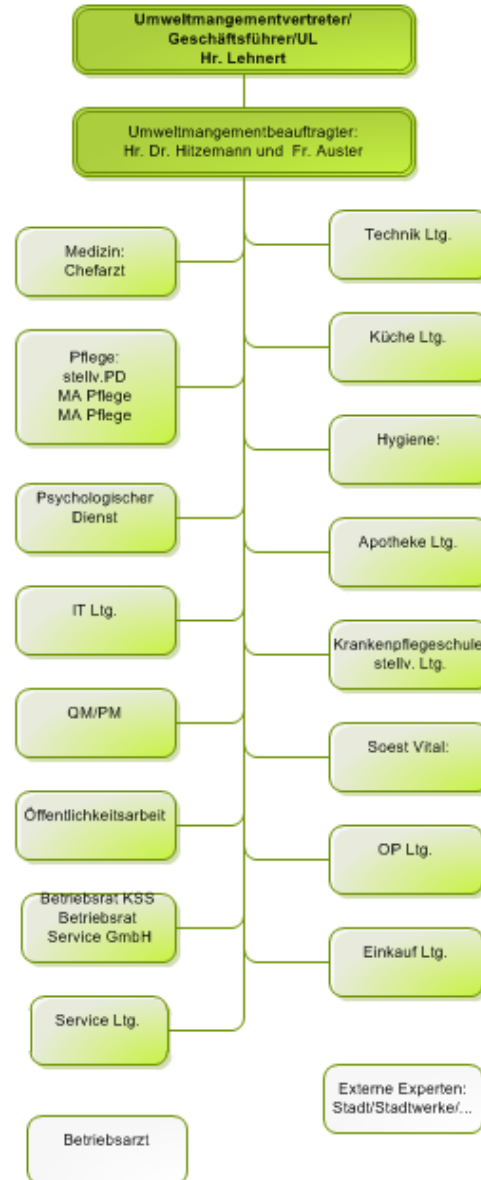 Umweltmangementvertreter/
Geschäftsführer/UL
Hr. Lehnert
Umweltmangementbeauftragter:
Hr. Dr. Hitzemann und Fr. Auster
Medizin:
Chefarzt
Pflege:
stellv.PD
MA Pflege
MA Pflege
Psychologischer
Dienst
IT Ltg.
QM/PM
Öffentlichkeitsarbeit
Betriebsrat KSS
Betriebsrat
Service GmbH
Service Ltg.
Betriebsarzt
Technik Ltg.
Küche Ltg.
Hygiene:
Apotheke Ltg.
Krankenpflegeschule
stellv. Ltg.
Soest Vital:
OP Ltg.
Einkauf Ltg.
Externe Experten:
Stadt/Stadtwerke/...